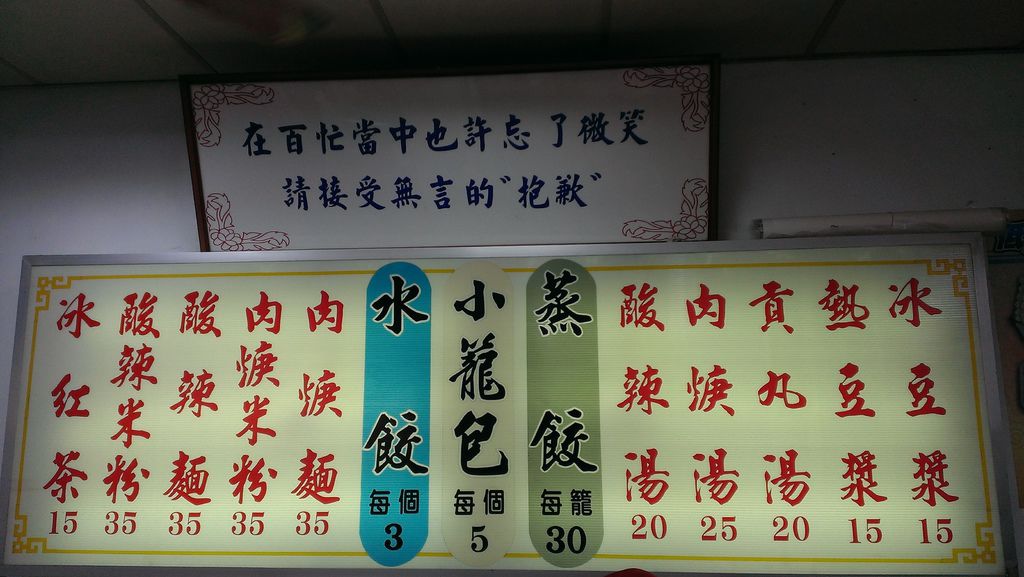 在百忙當中也許忘了微笑
請接受無言的"抱歉"
冰豆漿 15
熱豆漿 15
貢丸湯 20
肉焿湯 25
酸辣湯 20
蒸餃 每籠 30
小籠包 每個 5
水餃 每個 3
肉焿麵 35
肉焿米粉 35
酸辣麵 35
酸辣米粉 35
冰紅茶 15